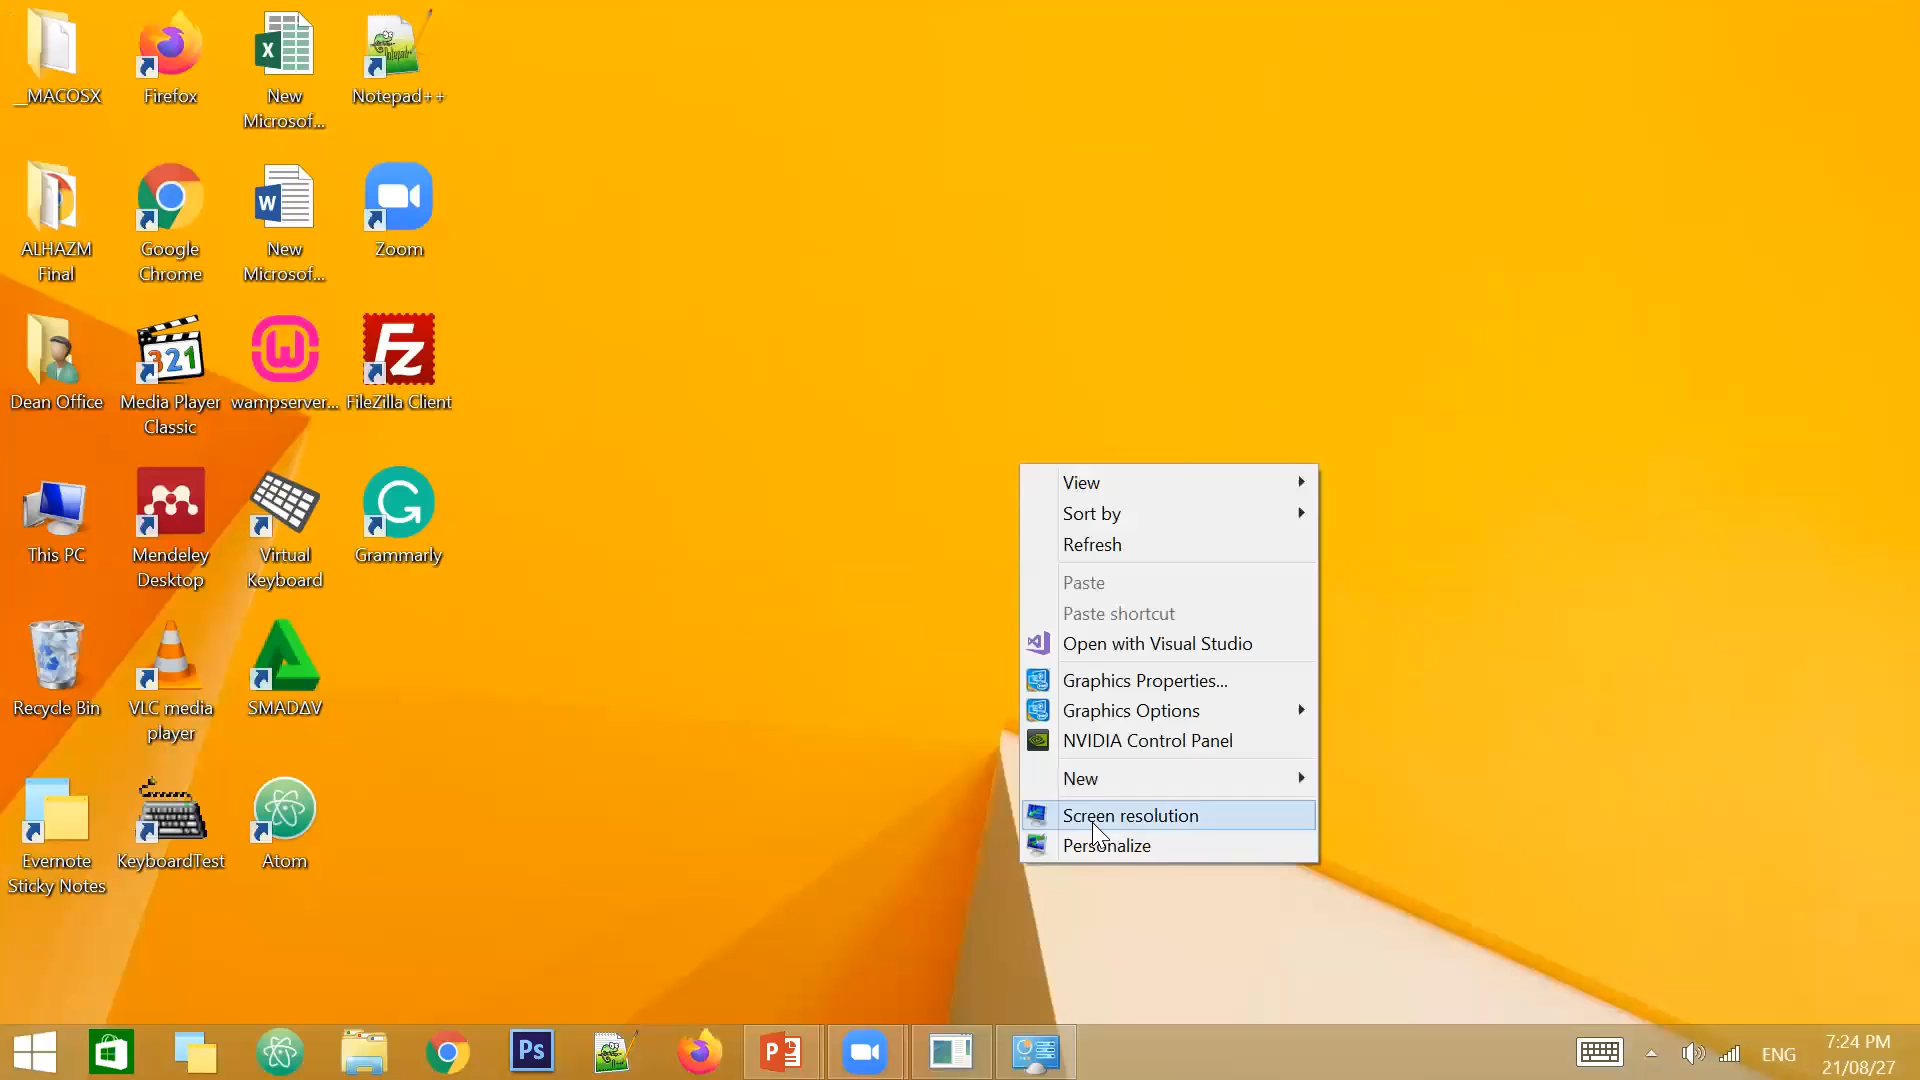 __MACOSX
Firefox
New
Microsof...
Notepad++
ALHAZM
Final
Google
Chrome
New
Microsof...
Zoom
Dean Office
Media Player
Classic
wampserver...
FileZilla Client
This PC
Mendeley
Desktop
Virtual
Keyboard
Grammarly
Recycle Bin
VLC media
player
SMADΔV
Evernote
Sticky Notes
KeyboardTest
Atom
View
Sort by
Refresh
Paste
Paste shortcut
Open with Visual Studio
Graphics Properties...
Graphics Options
NVIDIA Control Panel
New
Screen resolution
Personalize
Ps
ENG
7:24 PM
21/08/27